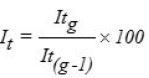 I_t = It_g / It_(g-1) × 100